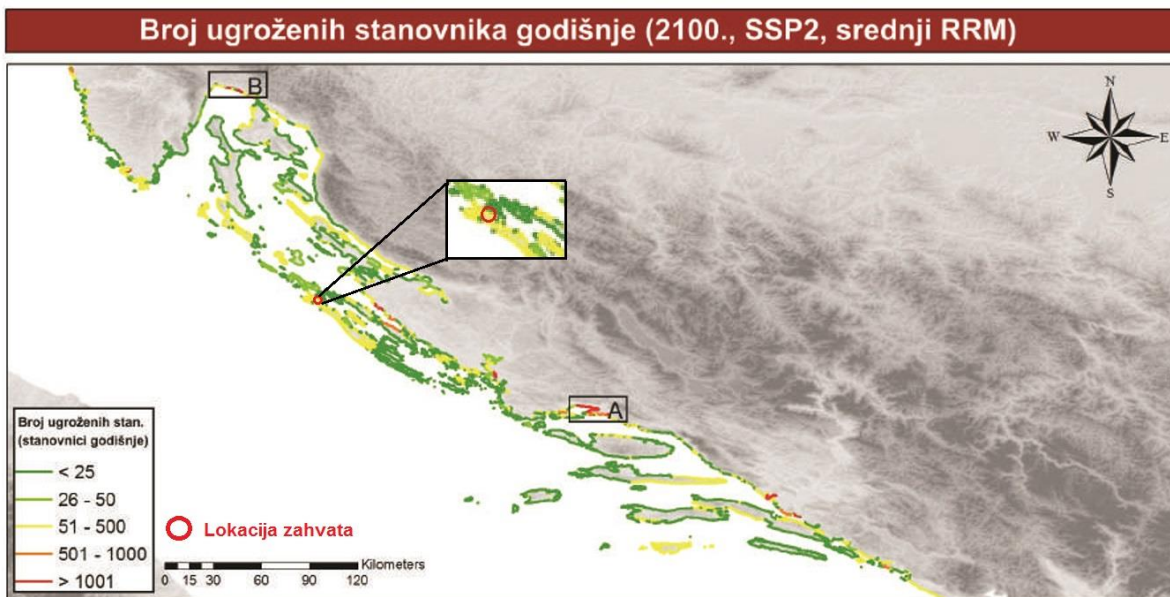 Broj ugroženih stanovnika godišnje (2100., SSP2, srednji RRM)
B
N
W
E
S
A
Broj ugroženih stan.
(stanovnici godišnje)
< 25
26 - 50
51 - 500
501 - 1000
> 1001
Lokacija zahvata
Kilometers
0 15 30 60 90 120